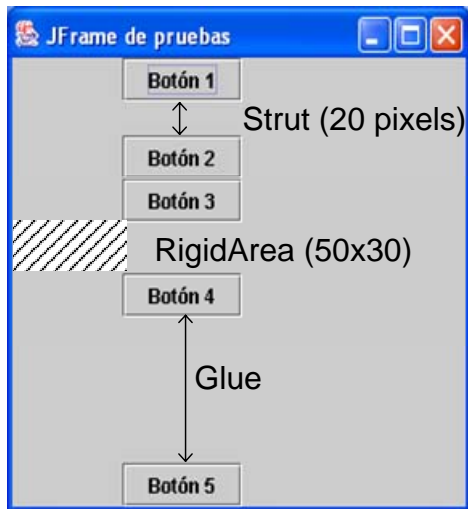 JFrame de pruebas
Botón 1
Strut (20 pixels)
Botón 2
Botón 3
RigidArea (50x30)
Botón 4
Glue
Botón 5